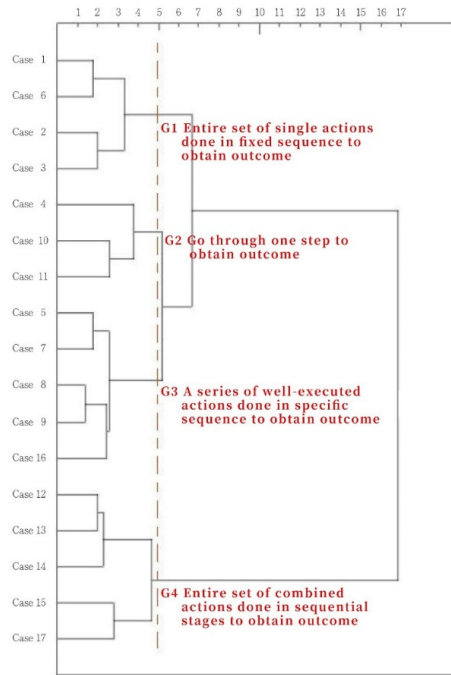 1 2 3 4 5 6 7 8 9 10 11 12 13 14 15 16 17
Case 1
Case 6
Case 2
Case 3
Case 4
Case 10
Case 11
Case 5
Case 7
Case 8
Case 9
Case 16
Case 12
Case 13
Case 14
Case 15
Case 17
G1 Entire set of single actions
done in fixed sequence to
obtain outcome
G2 Go through one step to
obtain outcome
G3 A series of well-executed
actions done in specific
sequence to obtain outcome
G4 Entire set of combined
actions done in sequential
stages to obtain outcome